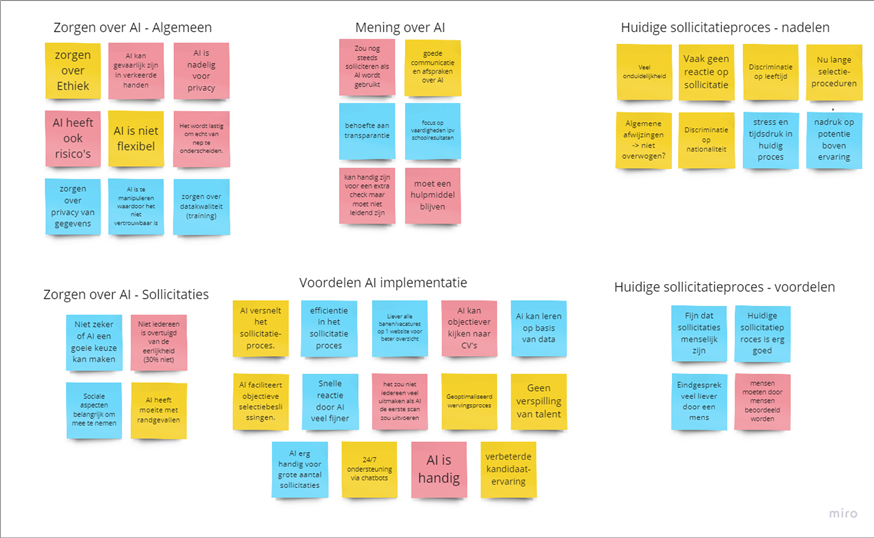 Zorgen over AI - Algemeen
zorgen
over
Ethiek
AI kan
gevaarlijk zijn
in verkeerde
handen
AI is
nadelig
voor
privacy
AI heeft
ook
risico's
AI is niet
flexibel
Het wordt lastig
om echt van
nep te
onderscheiden.
zorgen
over
privacy van
gegevens
AI is te
manipuleren
waardoor het
niet
vertrouwbaar is
zorgen over
datakwaliteit
(training)
Mening over AI
Zou nog
steeds
solliciteren als
AI wordt
gebruikt
goede
communicatie
en afspraken
over AI
behoefte aan
transparantie
focus op
vaardigheden ipv
schoolresultaten
kan handig zijn
voor een extra
check maar
moet niet
leidend zijn
moet een
hulpmiddel
blijven
Huidige sollicitatieproces - nadelen
Veel
onduidelijkheid
Vaak geen
reactie op
sollicitatie
Discriminatie
op leeftijd
Nu lange
selectie-
procedures
Algemene
afwijzingen
-> niet
overwogen?
Discriminatie
op
nationaliteit
stress en
tijdsdruk in
huidig
proces
nadruk op
potentie
boven
ervaring
Zorgen over AI - Sollicitaties
Niet zeker
of AI een
goeie keuze
kan maken
Niet iedereen
is overtuigd
van de
eerlijkheid
(30% niet)
Sociale
aspecten
belangrijk om
mee te nemen
AI heeft
moeite met
randgevallen
Voordelen AI implementatie
AI versnelt
het
sollicitatie-
proces.
efficientie
in het
sollicitatie
proces
Liever alle
banen/vacatures
op 1 website voor
beter overzicht
AI kan
objectiever
kijken naar
CV's
Ai kan leren
op basis
van data
AI faciliteert
objectieve
selectiebesli
ssingen.
Snelle
reactie
door AI
veel fijner
het zou niet
iedereen veel
uitmaken als AI
de eerste scan
zou uitvoeren
Geoptimaliseerd
wervingsproces
Geen
verspilling
van talent
AI erg
handig voor
grote aantal
sollicitaties
24/7
ondersteuning
via chatbots
AI is
handig
verbeterde
kandidaat-
ervaring
Huidige sollicitatieproces - voordelen
Fijn dat
sollicitaties
menselijk
zijn
Huidige
sollicitatiep
roces is erg
goed
Eindgesprek
veel liever
door een
mens
mensen
moeten door
mensen
beoordeeld
worden
miro